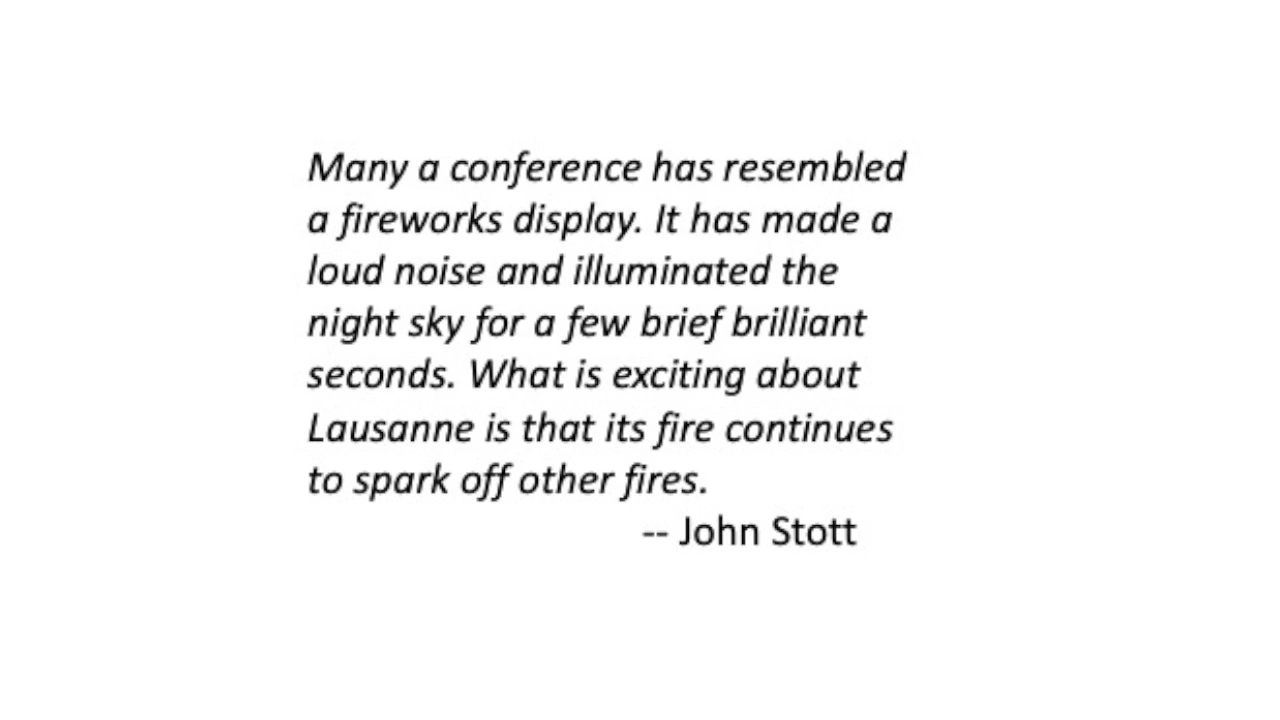 Many a conference has resembled
a fireworks display. It has made a
loud noise and illuminated the
night sky for a few brief brilliant
seconds. What is exciting about
Lausanne is that its fire continues
to spark off other fires.
-- John Stott